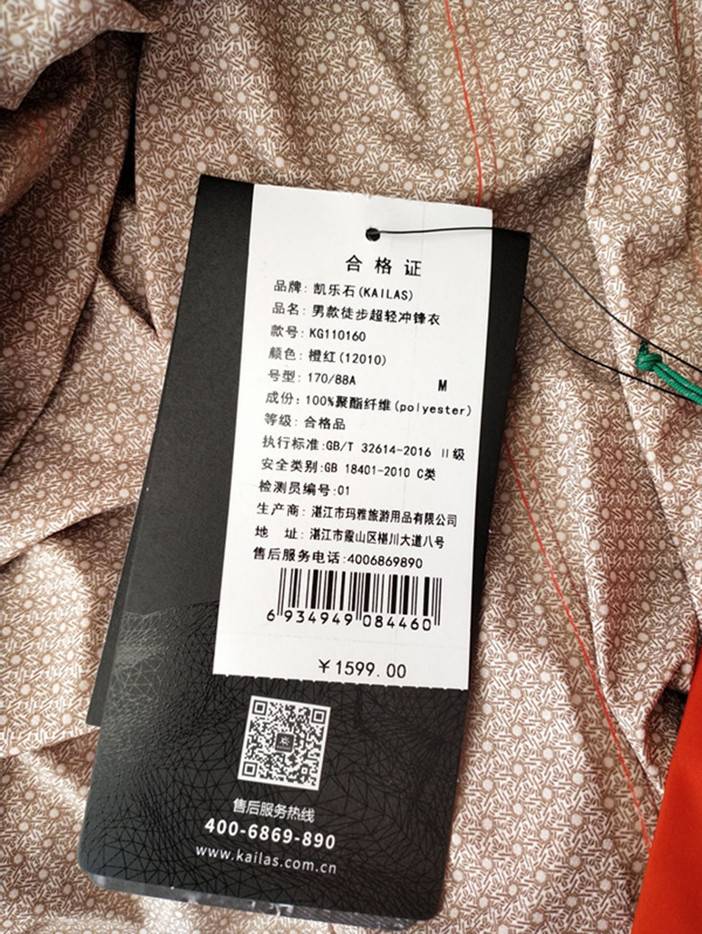 合格证
品牌: 凯乐石(KAILAS)
品名: 男款徒步超轻冲锋衣
款号: KG110160
颜色: 橙红(12010)
号型: 170/88A M
成份: 100%聚酯纤维(polyester)
等级: 合格品
执行标准:GB/T 32614-2016 II级
安全类别:GB 18401-2010 C类
检测员编号:01
生产商: 湛江市玛雅旅游用品有限公司
地 址: 湛江市霞山区椹川大道八号
售后服务电话:4006869890
6 934949 084460
￥1599.00
售后服务热线
400-6869-890
www.kailas.com.cn